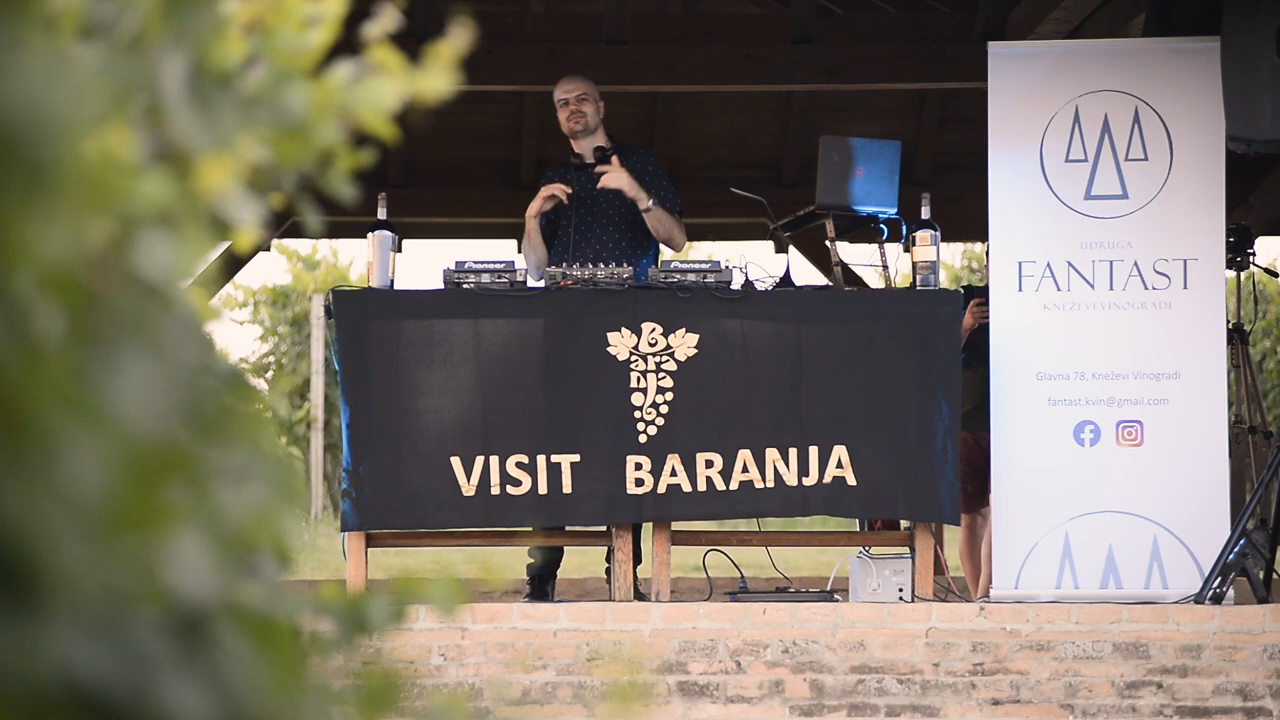 Pioneer
Pioneer
Baranja
VISIT BARANJA
UDRUGA
FANTAST
KNEŽEVI VINOGRADI
Glavna 78, Kneževi Vinogradi
fantast.kvin@gmail.com